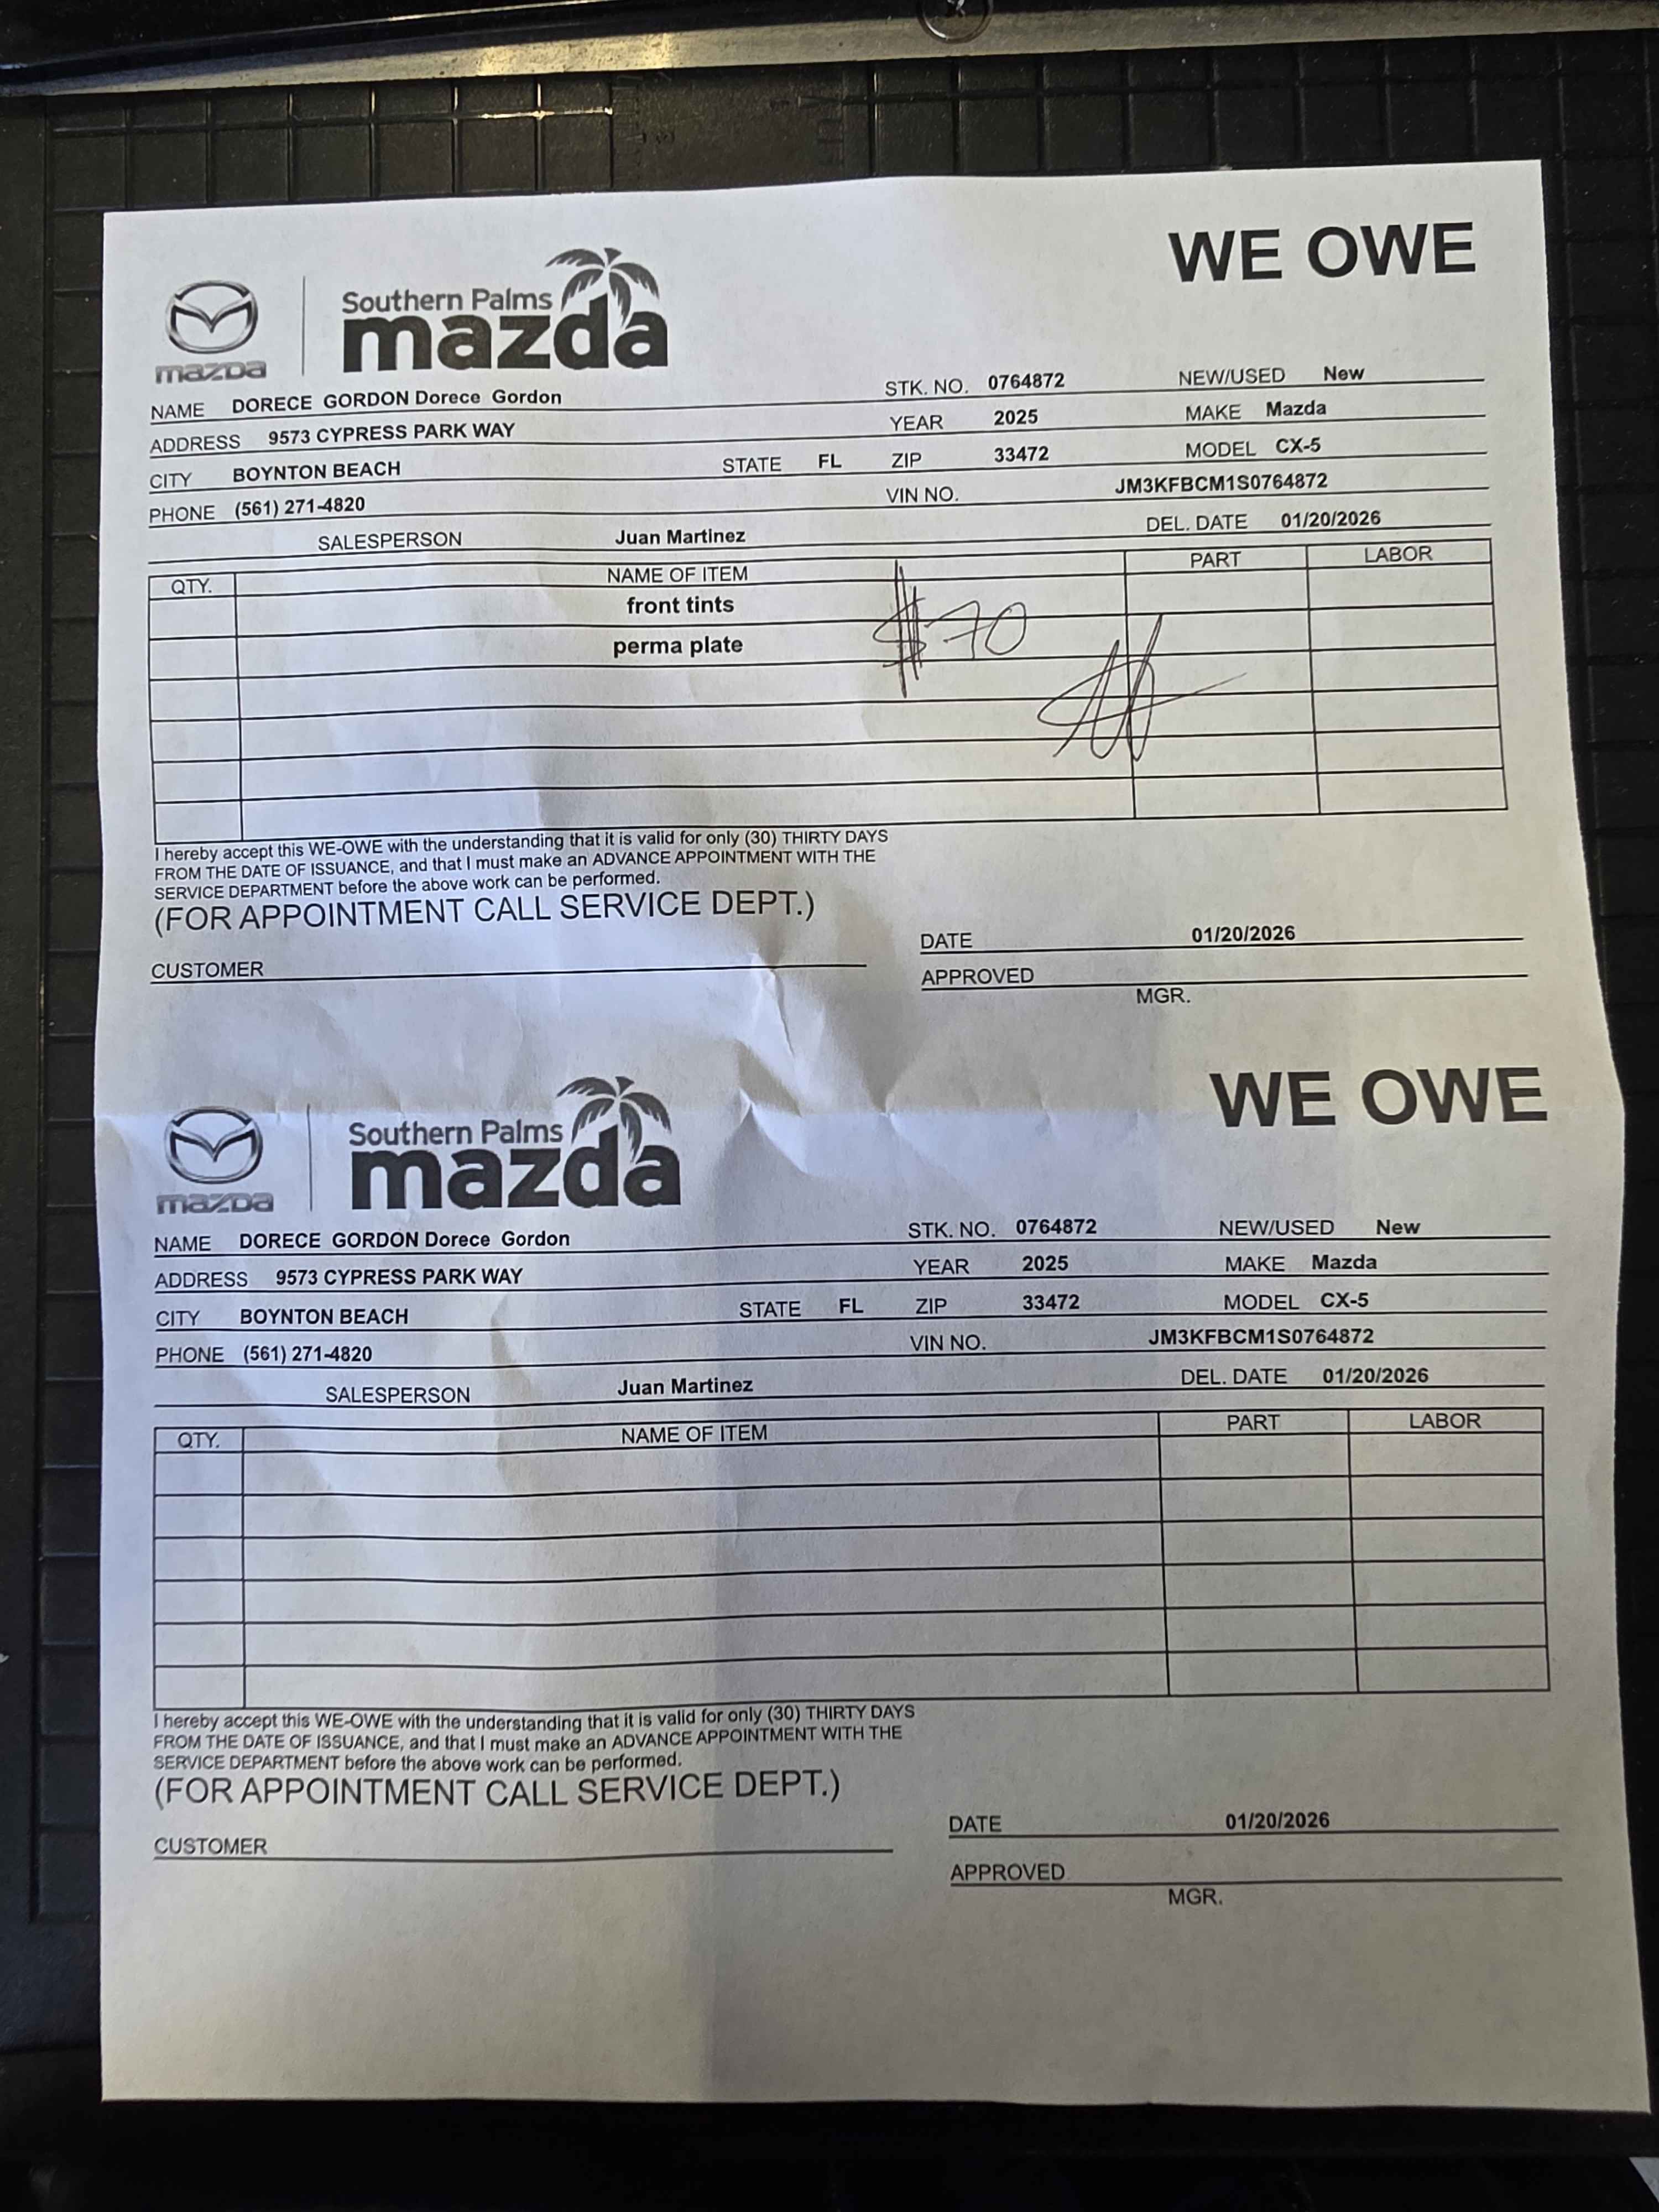 WE OWE
Southern Palms
mazda
mazda
NAME DORECE GORDON Dorece Gordon STK. NO. 0764872 NEW/USED New
ADDRESS 9573 CYPRESS PARK WAY YEAR 2025 MAKE Mazda
CITY BOYNTON BEACH STATE FL ZIP 33472 MODEL CX-5
PHONE (561) 271-4820 VIN NO. JM3KFBCM1S0764872
SALESPERSON Juan Martinez DEL. DATE 01/20/2026
QTY. NAME OF ITEM PART LABOR
front tints
perma plate $70
I hereby accept this WE-OWE with the understanding that it is valid for only (30) THIRTY DAYS
FROM THE DATE OF ISSUANCE, and that I must make an ADVANCE APPOINTMENT WITH THE
SERVICE DEPARTMENT before the above work can be performed.
(FOR APPOINTMENT CALL SERVICE DEPT.)
DATE 01/20/2026
CUSTOMER APPROVED
MGR.
WE OWE
Southern Palms
mazda
mazda
NAME DORECE GORDON Dorece Gordon STK. NO. 0764872 NEW/USED New
ADDRESS 9573 CYPRESS PARK WAY YEAR 2025 MAKE Mazda
CITY BOYNTON BEACH STATE FL ZIP 33472 MODEL CX-5
PHONE (561) 271-4820 VIN NO. JM3KFBCM1S0764872
SALESPERSON Juan Martinez DEL. DATE 01/20/2026
QTY. NAME OF ITEM PART LABOR
I hereby accept this WE-OWE with the understanding that it is valid for only (30) THIRTY DAYS
FROM THE DATE OF ISSUANCE, and that I must make an ADVANCE APPOINTMENT WITH THE
SERVICE DEPARTMENT before the above work can be performed.
(FOR APPOINTMENT CALL SERVICE DEPT.)
DATE 01/20/2026
CUSTOMER APPROVED
MGR.